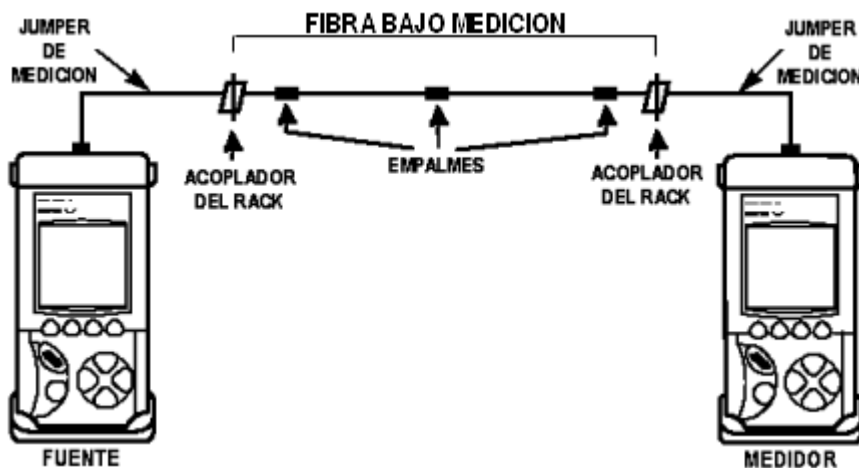 FIBRA BAJO MEDICION
JUMPER
DE
MEDICION
JUMPER
DE
MEDICION
ACOPLADOR
DEL RACK
EMPALMES
ACOPLADOR
DEL RACK
FUENTE
MEDIDOR